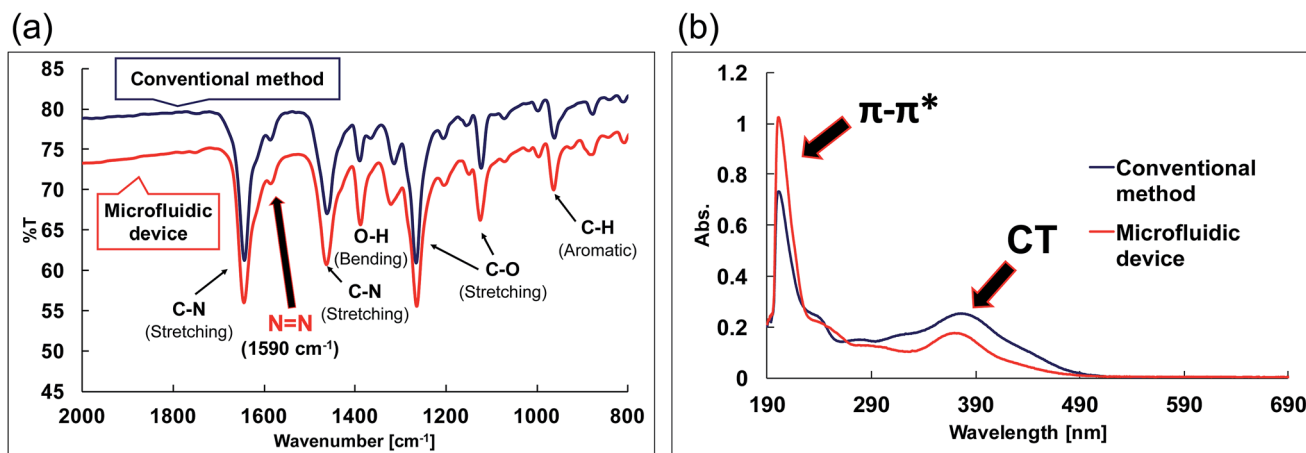 (a)
85
80
75
70
65
60
55
50
45
%T
Conventional method
Microfluidic
device
C-N
(Stretching)
N=N
(1590 cm⁻¹)
C-N
(Stretching)
O-H
(Bending)
C-O
(Stretching)
C-H
(Aromatic)
2000
1800
1600
1400
1200
1000
800
Wavenumber [cm⁻¹]
(b)
1.2
1
0.8
0.6
0.4
0.2
0
Abs.
π-π*
CT
Conventional
method
Microfluidic
device
190
290
390
490
590
690
Wavelength [nm]